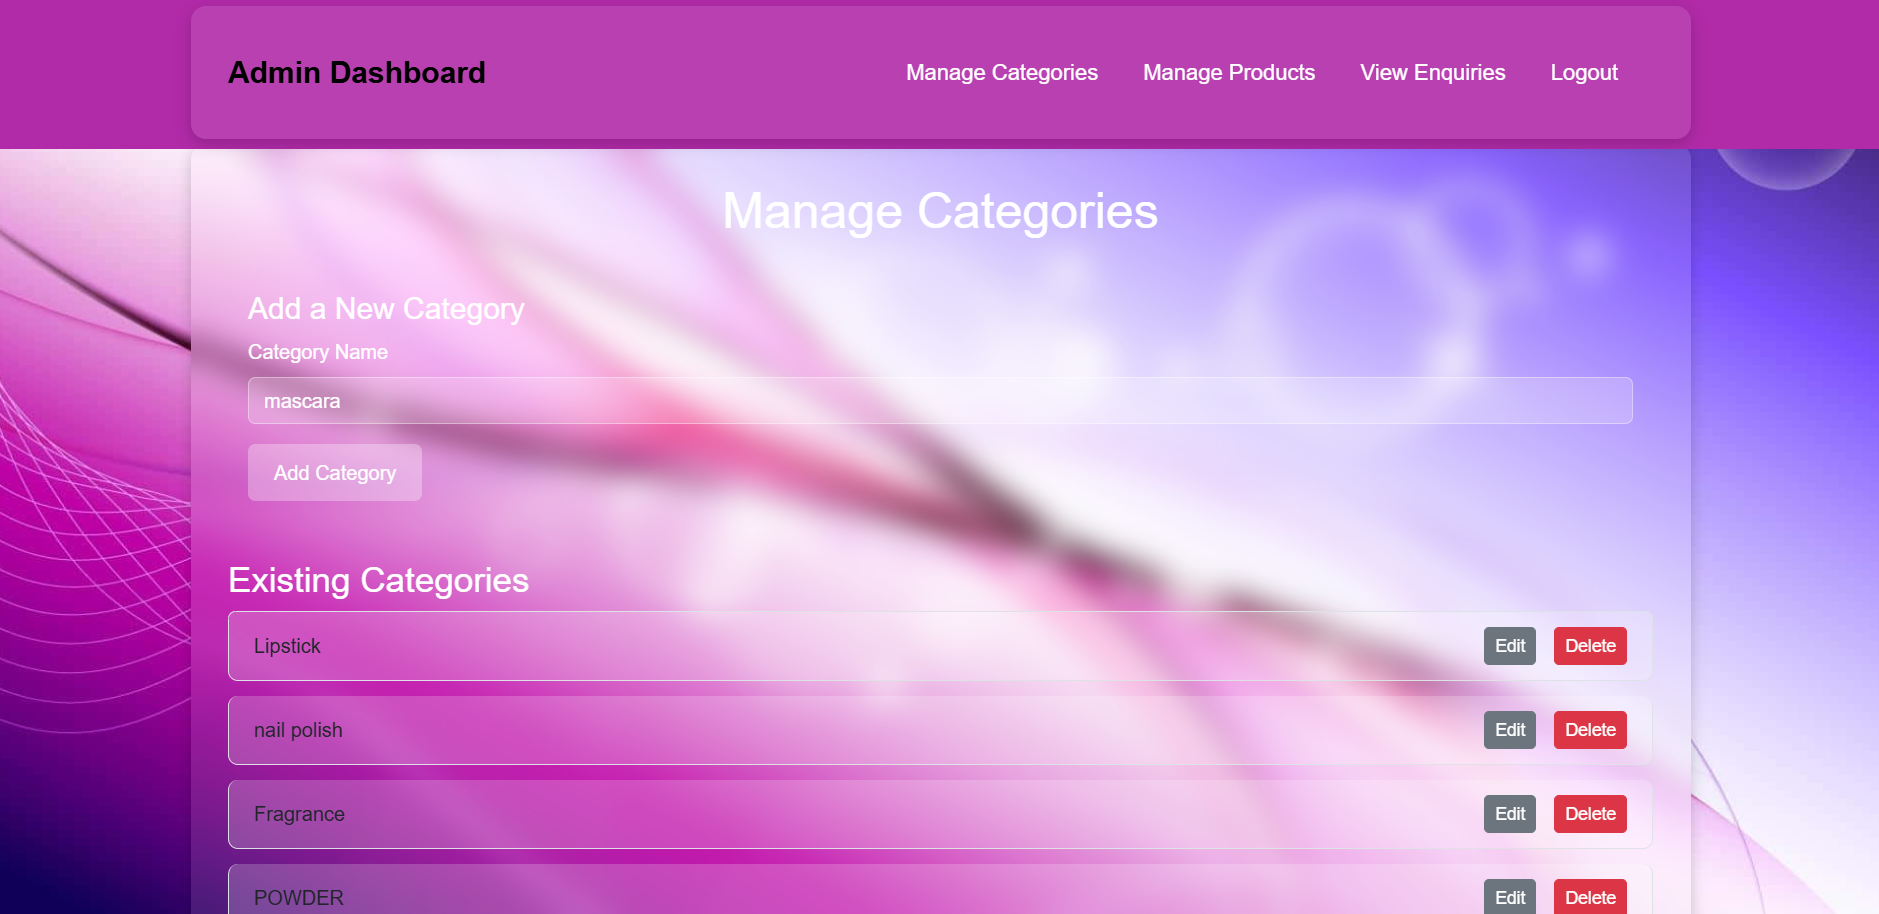 Admin Dashboard
Manage Categories Manage Products View Enquiries Logout
Manage Categories
Add a New Category
Category Name
mascara
Add Category
Existing Categories
Lipstick Edit Delete
nail polish Edit Delete
Fragrance Edit Delete
POWDER Edit Delete